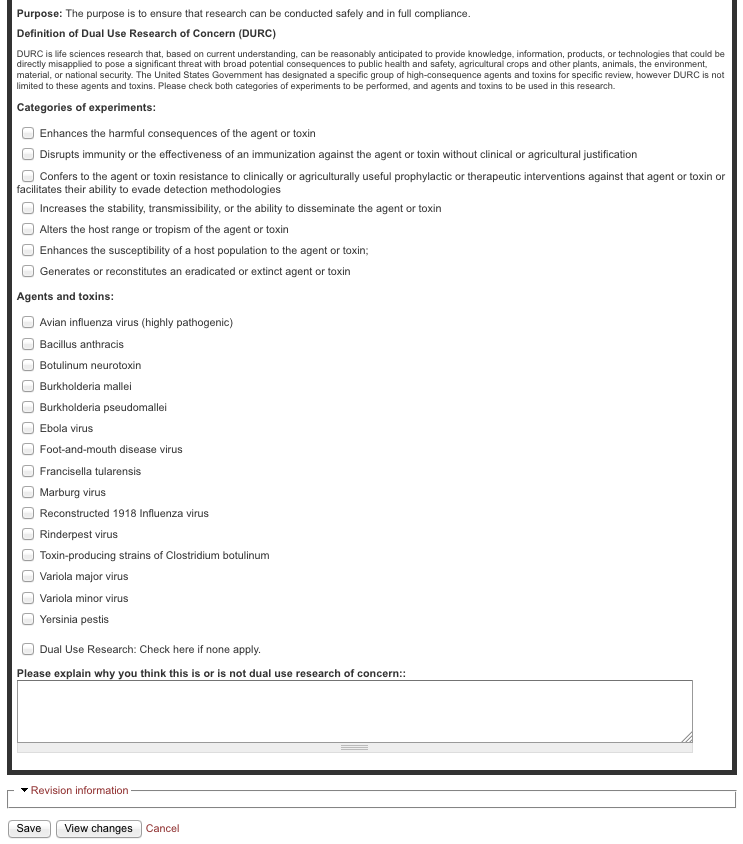 Purpose: The purpose is to ensure that research can be conducted safely and in full compliance.
Definition of Dual Use Research of Concern (DURC)
DURC is life sciences research that, based on current understanding, can be reasonably anticipated to provide knowledge, information, products, or technologies that could be
directly misapplied to pose a significant threat with broad potential consequences to public health and safety, agricultural crops and other plants, animals, the environment,
material, or national security. The United States Government has designated a specific group of high-consequence agents and toxins for specific review, however DURC is not
limited to these agents and toxins. Please check both categories of experiments to be performed, and agents and toxins to be used in this research.
Categories of experiments:
Enhances the harmful consequences of the agent or toxin
Disrupts immunity or the effectiveness of an immunization against the agent or toxin without clinical or agricultural justification
Confers to the agent or toxin resistance to clinically or agriculturally useful prophylactic or therapeutic interventions against that agent or toxin or
facilitates their ability to evade detection methodologies
Increases the stability, transmissibility, or the ability to disseminate the agent or toxin
Alters the host range or tropism of the agent or toxin
Enhances the susceptibility of a host population to the agent or toxin;
Generates or reconstitutes an eradicated or extinct agent or toxin
Agents and toxins:
Avian influenza virus (highly pathogenic)
Bacillus anthracis
Botulinum neurotoxin
Burkholderia mallei
Burkholderia pseudomallei
Ebola virus
Foot-and-mouth disease virus
Francisella tularensis
Marburg virus
Reconstructed 1918 Influenza virus
Rinderpest virus
Toxin-producing strains of Clostridium botulinum
Variola major virus
Variola minor virus
Yersinia pestis
Dual Use Research: Check here if none apply.
Please explain why you think this is or is not dual use research of concern::
Revision information
Save View changes Cancel